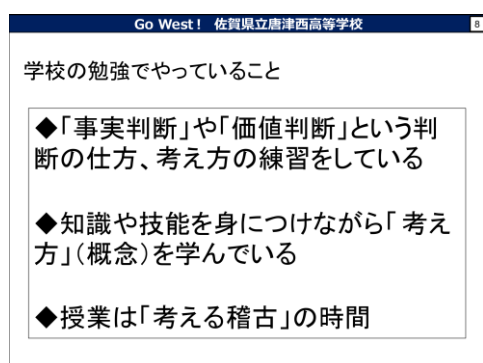 Go West！ 佐賀県立唐津西高等学校
8
学校の勉強でやっていること
◆「事実判断」や「価値判断」という判
断の仕方、考え方の練習をしている
◆知識や技能を身につけながら「考え
方」（概念）を学んでいる
◆授業は「考える稽古」の時間